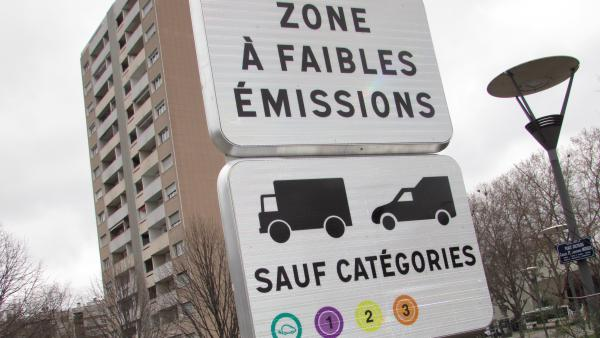 ZONE
À FAIBLES
ÉMISSIONS
SAUF CATÉGORIES
1 2 3